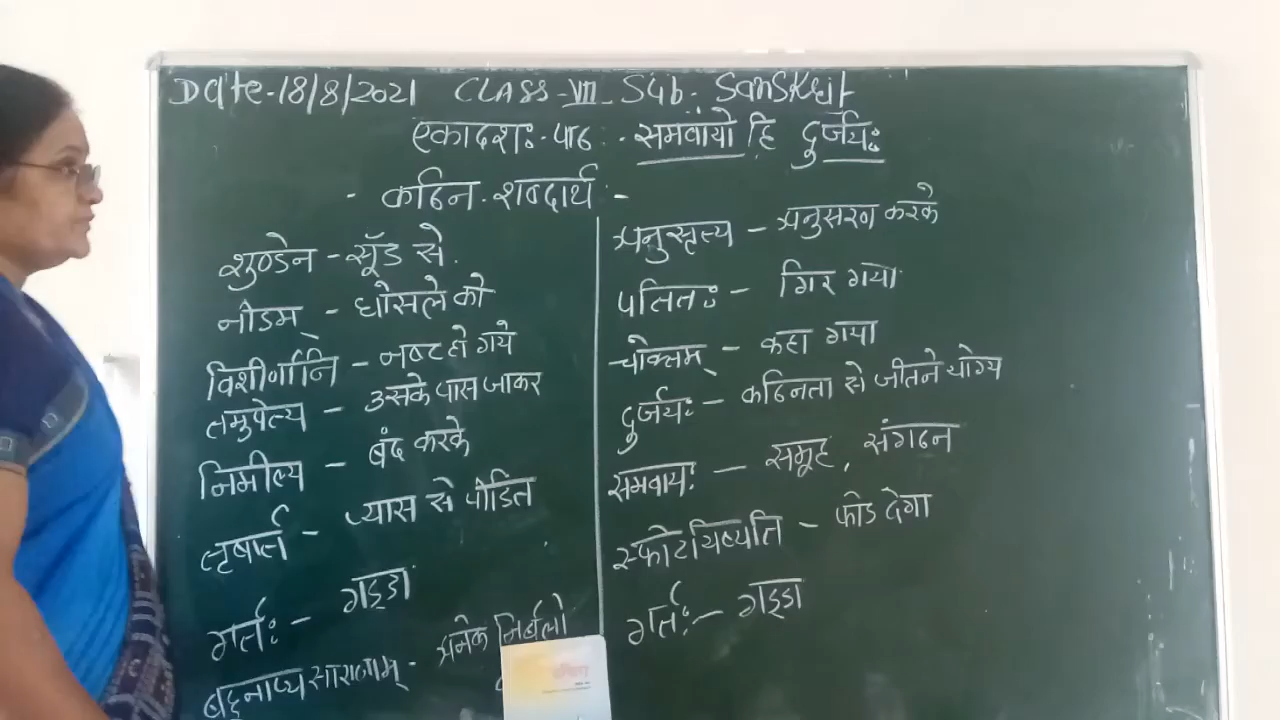 Date-18/8/2021 CLASS-VII Sub- Sanskrit
एकादश: पाठ: समवायो हि दुर्जय:
- कठिन शब्दार्थ -
शुण्डेन - सूँड से.
नीडम् - घोसले को
विशीर्णानि - नष्ट हो गये
तमुपेत्य - उसके पास जाकर
निमील्य - बंद करके
तृषार्त - प्यास से पीडित
गर्त: - गड्डा
बहूनाप्यसाराणाम् - अनेक निर्बलो
अनुसृत्य - अनुसरण करके
पतित: - गिर गया
चोक्तम् - कहा गया
दुर्जय: - कठिनता से जीतने योग्य
समवाय: - समूह, संगठन
स्फोटयिष्यति - फोड देगा
गर्त: - गड्डा